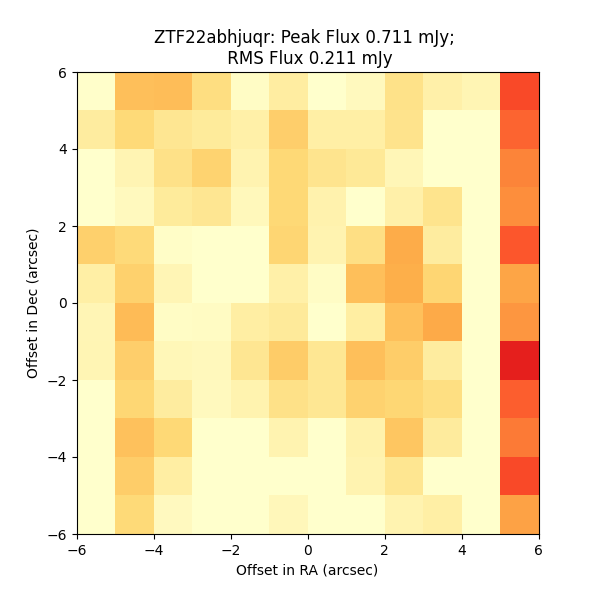 ZTF22abhjuqr: Peak Flux 0.711 mJy;
RMS Flux 0.211 mJy
6
4
2
0
−2
−4
−6
Offset in Dec (arcsec)
−6 −4 −2 0 2 4 6
Offset in RA (arcsec)